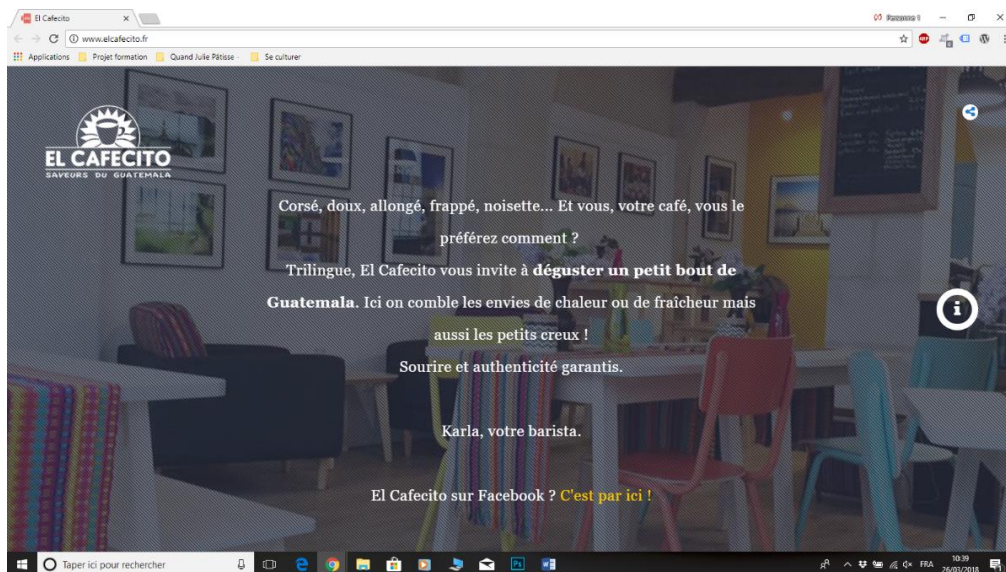 El Cafecito
www.elcafecito.fr
Applications
Projet formation
Quand Julie Pâtisse -
Se culturer
EL CAFECITO
SAVEURS DU GUATEMALA
Corsé, doux, allongé, frappé, noisette... Et vous, votre café, vous le
préférez comment ?
Trilingue, El Cafecito vous invite à déguster un petit bout de
Guatemala. Ici on comble les envies de chaleur ou de fraîcheur mais
aussi les petits creux !
Sourire et authenticité garantis.
Karla, votre barista.
El Cafecito sur Facebook ? C'est par ici !
i
Taper ici pour rechercher
Ps
FRA
10:39
26/03/2018